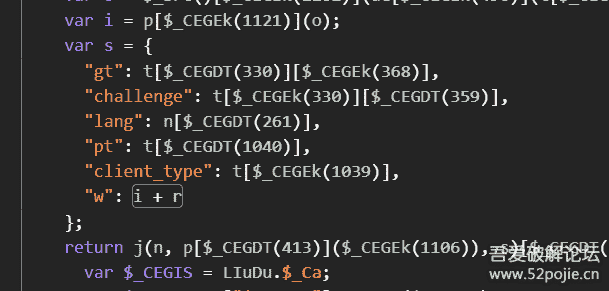 var i = p[$_CEGEk(1121)](o);
var s = {
"gt": t[$_CEGDT(330)][$_CEGEk(368)],
"challenge": t[$_CEGEk(330)][$_CEGDT(359)],
"lang": n[$_CEGDT(261)],
"pt": t[$_CEGDT(1040)],
"client_type": t[$_CEGEk(1039)],
"w": i + r
};
return j(n, p[$_CEGDT(413)]($_CEGEk(1106)), s)[$_CEGDT(
var $_CEGIS = LIuDu.$_Ca;
吾爱破解论坛
www.52pojie.cn